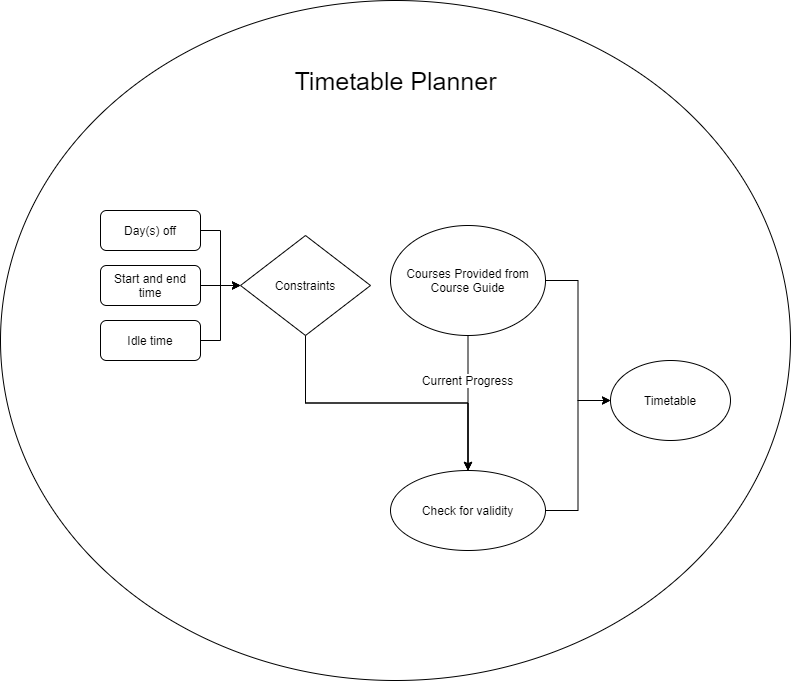 Timetable Planner
Day(s) off
Start and end
time
Idle time
Constraints
Courses Provided from
Course Guide
Current Progress
Timetable
Check for validity